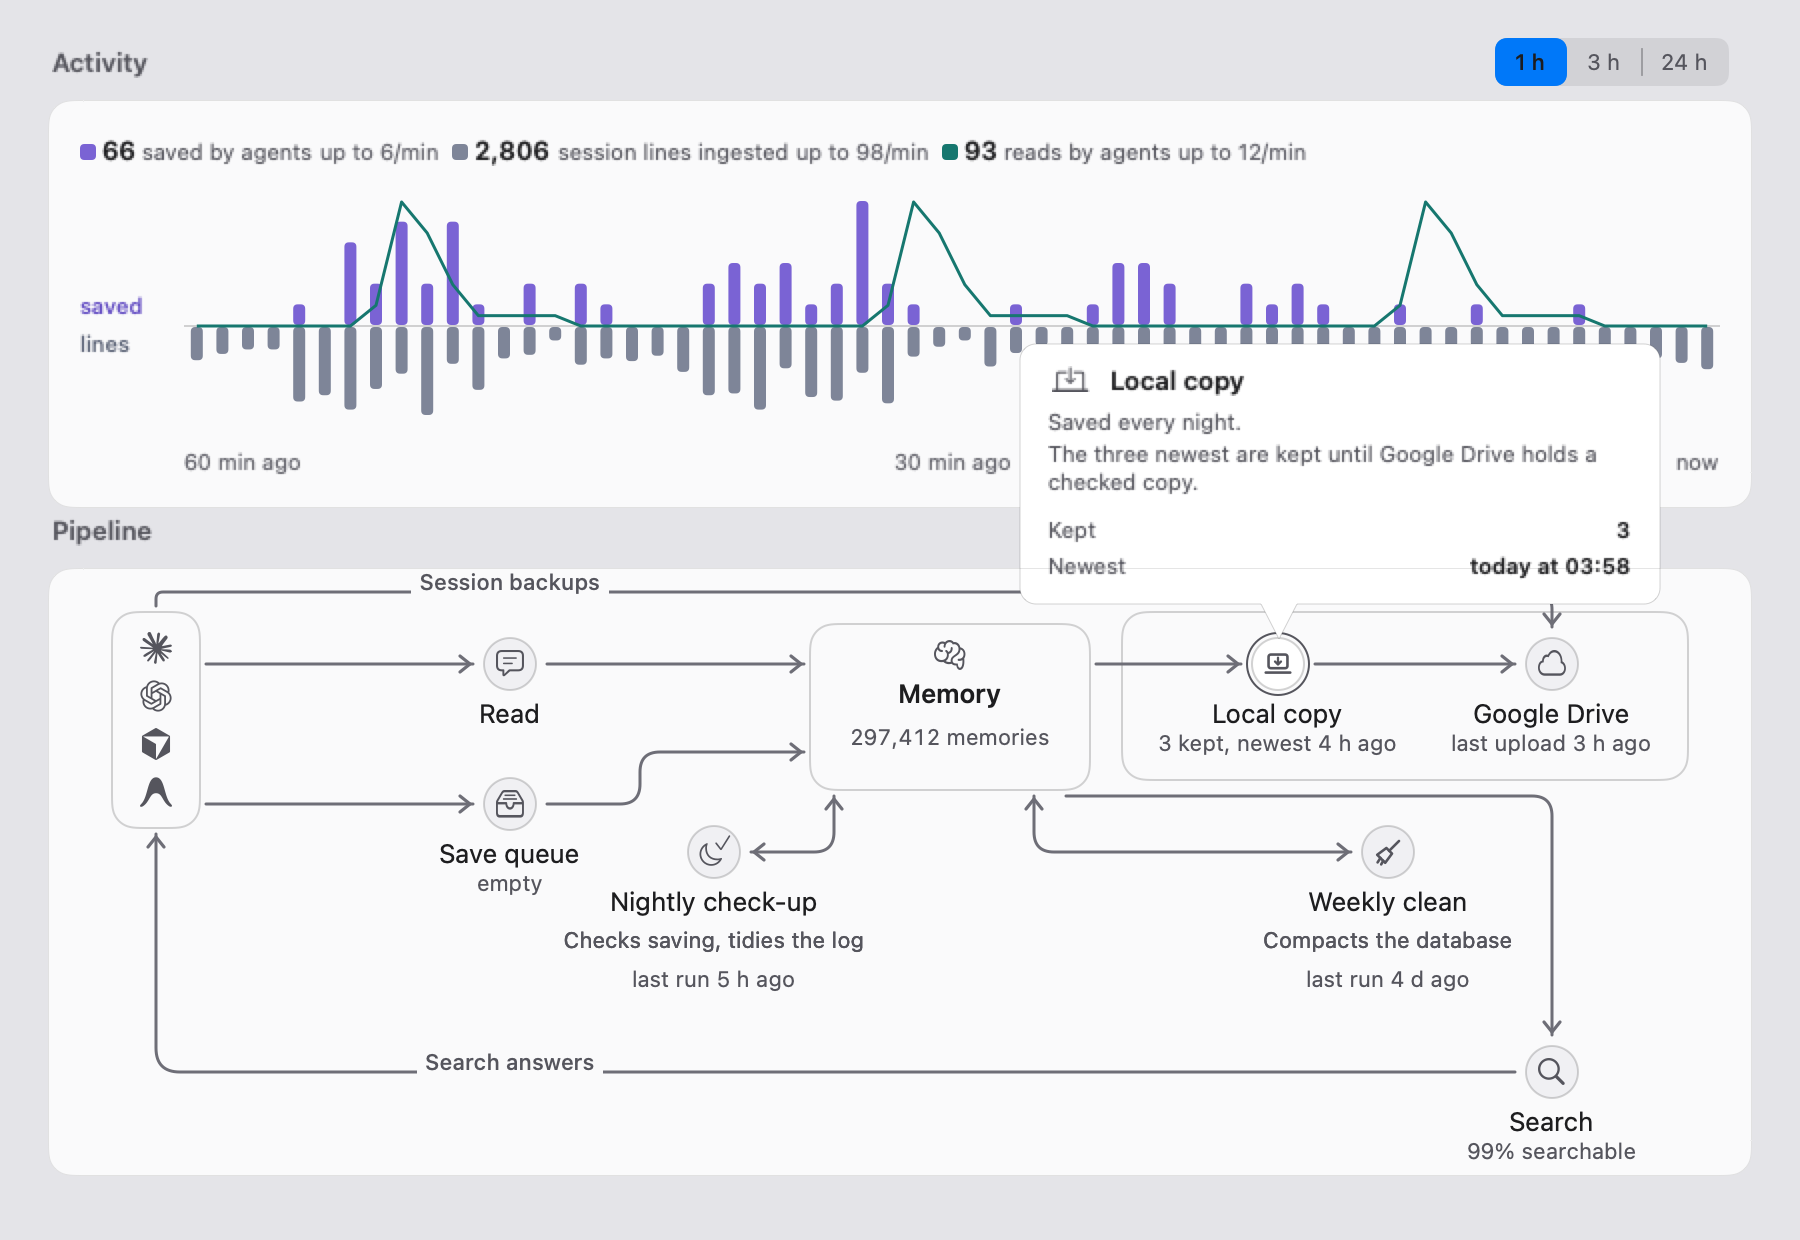 Activity
1 h 3 h 24 h
66 saved by agents up to 6/min 2,806 session lines ingested up to 98/min 93 reads by agents up to 12/min
saved
lines
60 min ago
30 min ago
now
Local copy
Saved every night.
The three newest are kept until Google Drive holds a
checked copy.
Kept 3
Newest today at 03:58
Pipeline
Session backups
Read
Memory
297,412 memories
Local copy
3 kept, newest 4 h ago
Google Drive
last upload 3 h ago
Save queue
empty
Nightly check-up
Checks saving, tidies the log
last run 5 h ago
Weekly clean
Compacts the database
last run 4 d ago
Search answers
Search
99% searchable